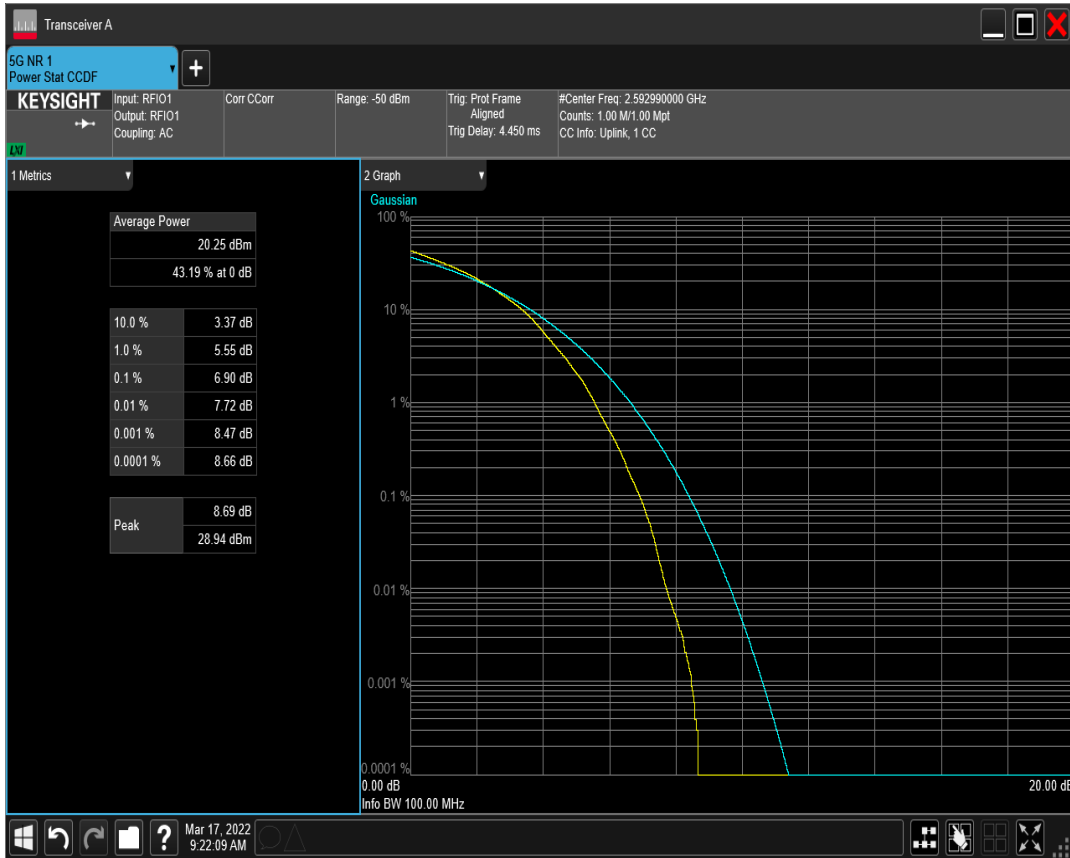 Transceiver A
5G NR 1
Power Stat CCDF
KEYSIGHT
LXI
Input: RFIO1
Output: RFIO1
Coupling: AC
Corr CCorr
Range: -50 dBm
Trig: Prot Frame
Aligned
Trig Delay: 4.450 ms
#Center Freq: 2.592990000 GHz
Counts: 1.00 M/1.00 Mpt
CC Info: Uplink, 1 CC
1 Metrics
Average Power
20.25 dBm
43.19 % at 0 dB
10.0 % 3.37 dB
1.0 % 5.55 dB
0.1 % 6.90 dB
0.01 % 7.72 dB
0.001 % 8.47 dB
0.0001 % 8.66 dB
Peak
8.69 dB
28.94 dBm
2 Graph
Gaussian
100 %
10 %
1 %
0.1 %
0.01 %
0.001 %
0.0001 %
0.00 dB
20.00 dB
Info BW 100.00 MHz
?
Mar 17, 2022
9:22:09 AM